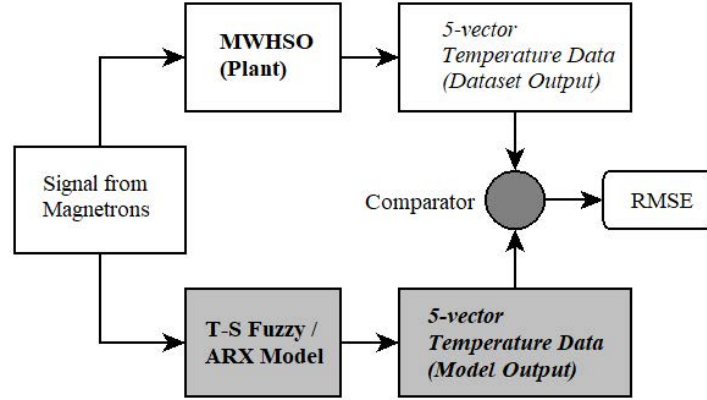 MWHSO
(Plant)
5-vector
Temperature Data
(Dataset Output)
Signal from
Magnetrons
Comparator
RMSE
T-S Fuzzy /
ARX Model
5-vector
Temperature Data
(Model Output)